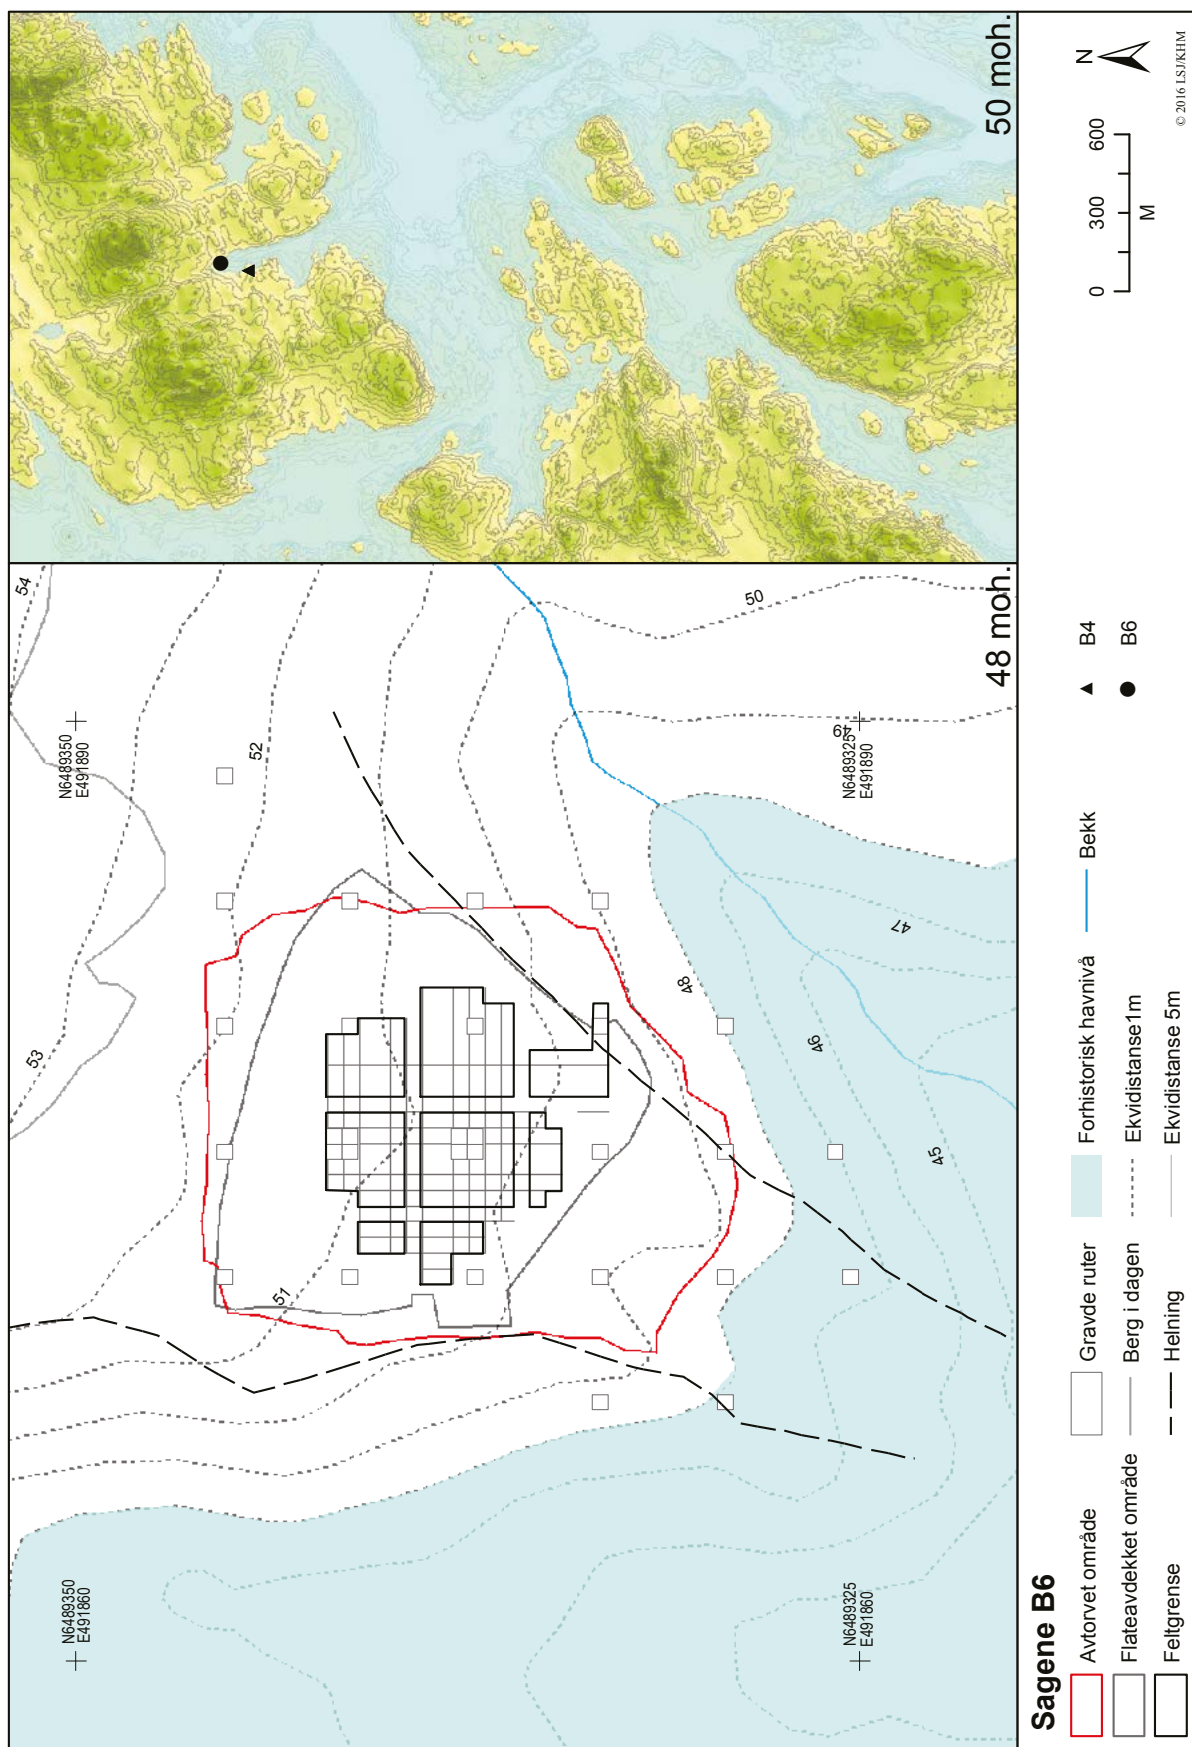 54
53
52
51
50
49
48
47
46
45
N6489350
E491890
N6489325
E491890
N6489350
E491860
N6489325
E491860
48 moh.
50 moh.
Sagene B6
Avtorvet område
Flateavdekket område
Feltgrense
Gravde ruter
Berg i dagen
Helning
Forhistorisk havnivå
Ekvidistanse1m
Ekvidistanse 5m
Bekk
B4
B6
0 300 600
M
N
© 2016 LSJ/KHM